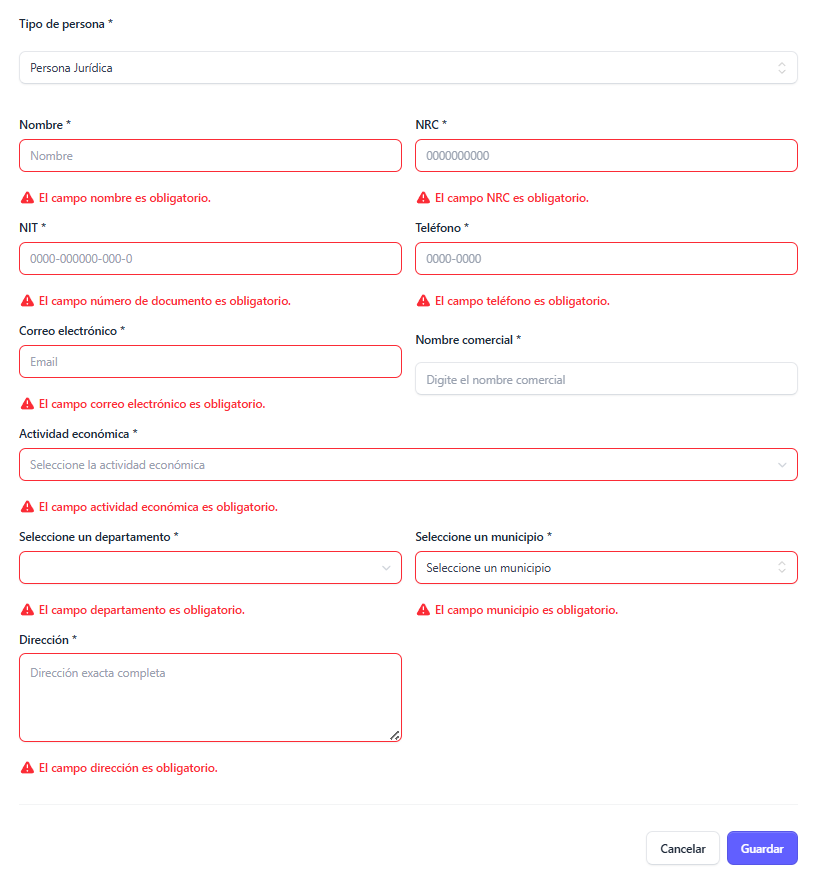 Tipo de persona *
Persona Jurídica
Nombre *
Nombre
El campo nombre es obligatorio.
NRC *
0000000000
El campo NRC es obligatorio.
NIT *
0000-000000-000-0
El campo número de documento es obligatorio.
Teléfono *
0000-0000
El campo teléfono es obligatorio.
Correo electrónico *
Email
El campo correo electrónico es obligatorio.
Nombre comercial *
Digite el nombre comercial
Actividad económica *
Seleccione la actividad económica
El campo actividad económica es obligatorio.
Seleccione un departamento *
El campo departamento es obligatorio.
Seleccione un municipio *
Seleccione un municipio
El campo municipio es obligatorio.
Dirección *
Dirección exacta completa
El campo dirección es obligatorio.
Cancelar
Guardar